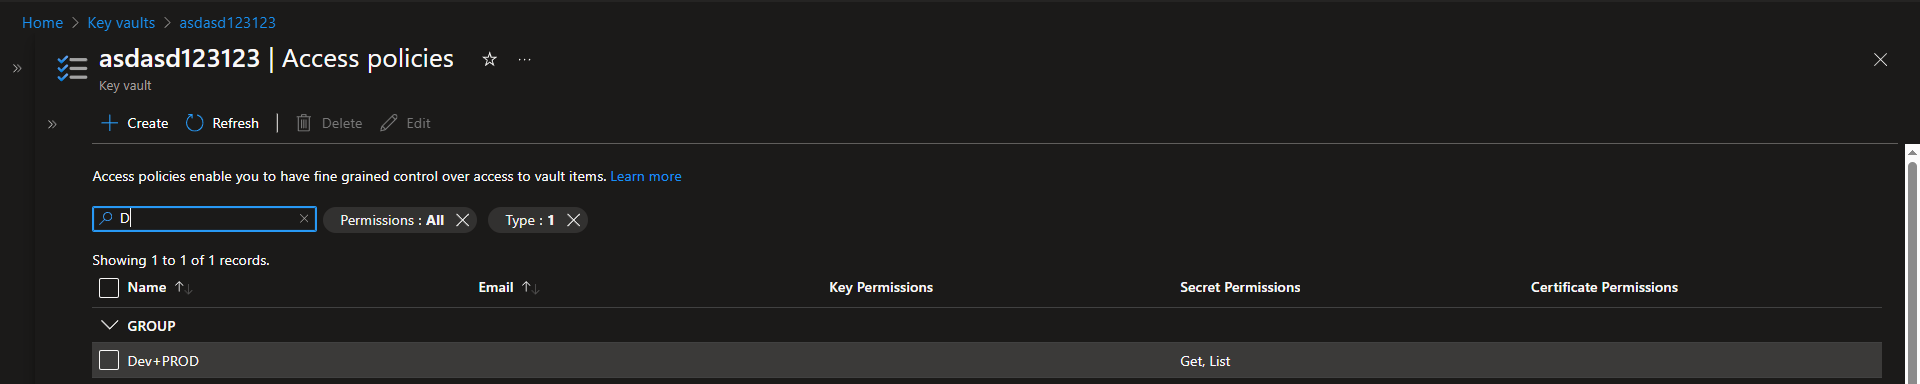 Home > Key vaults > asdasd123123
asdasd123123 | Access policies
Key vault
Create Refresh | Delete Edit
Access policies enable you to have fine grained control over access to vault items. Learn more
D
Permissions : All
Type : 1
Showing 1 to 1 of 1 records.
Name Email Key Permissions Secret Permissions Certificate Permissions
GROUP
Dev+PROD Get, List